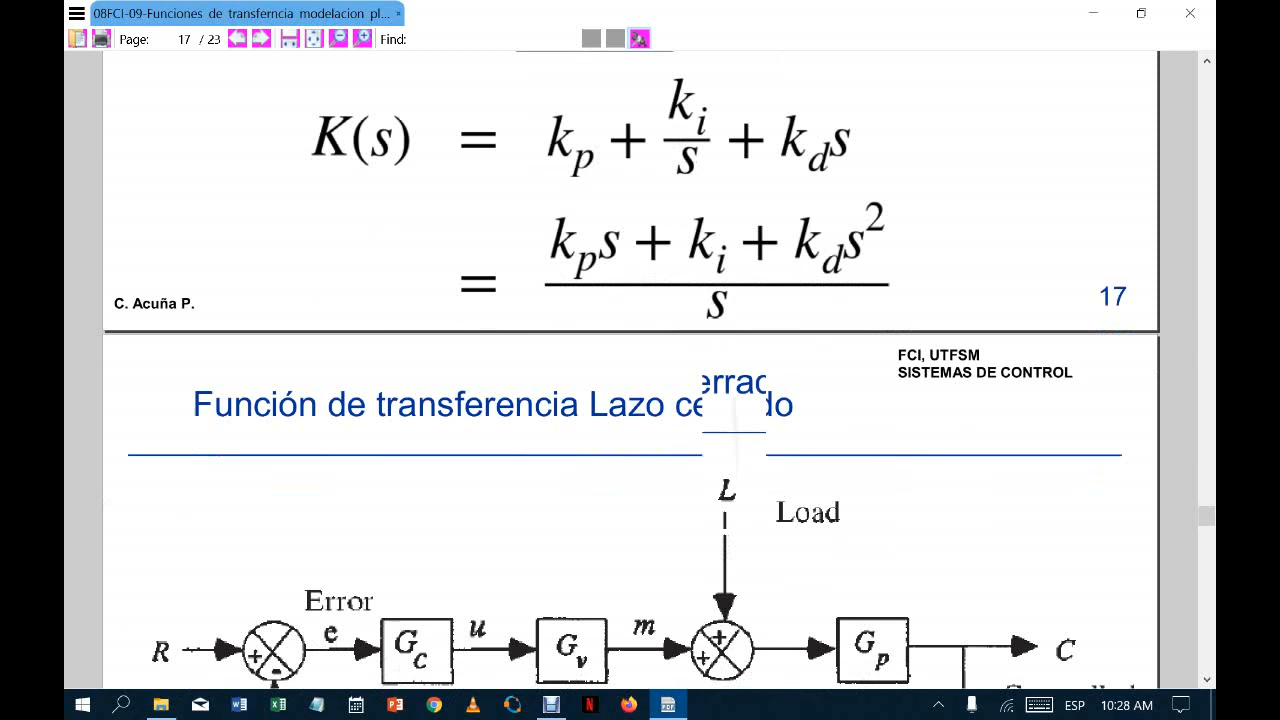 08FCI-09-Funciones de transferncia modelacion pl... ×
Page: 17 / 23 Find:
K(s) = k_p + k_i/s + k_d s
= (k_p s + k_i + k_d s^2)/s
C. Acuña P.
17
FCI, UTFSM
SISTEMAS DE CONTROL
Función de transferencia Lazo cerrado
L
Load
Error
R e G_C u G_v m G_p C
+ - + +
ESP 10:28 AM